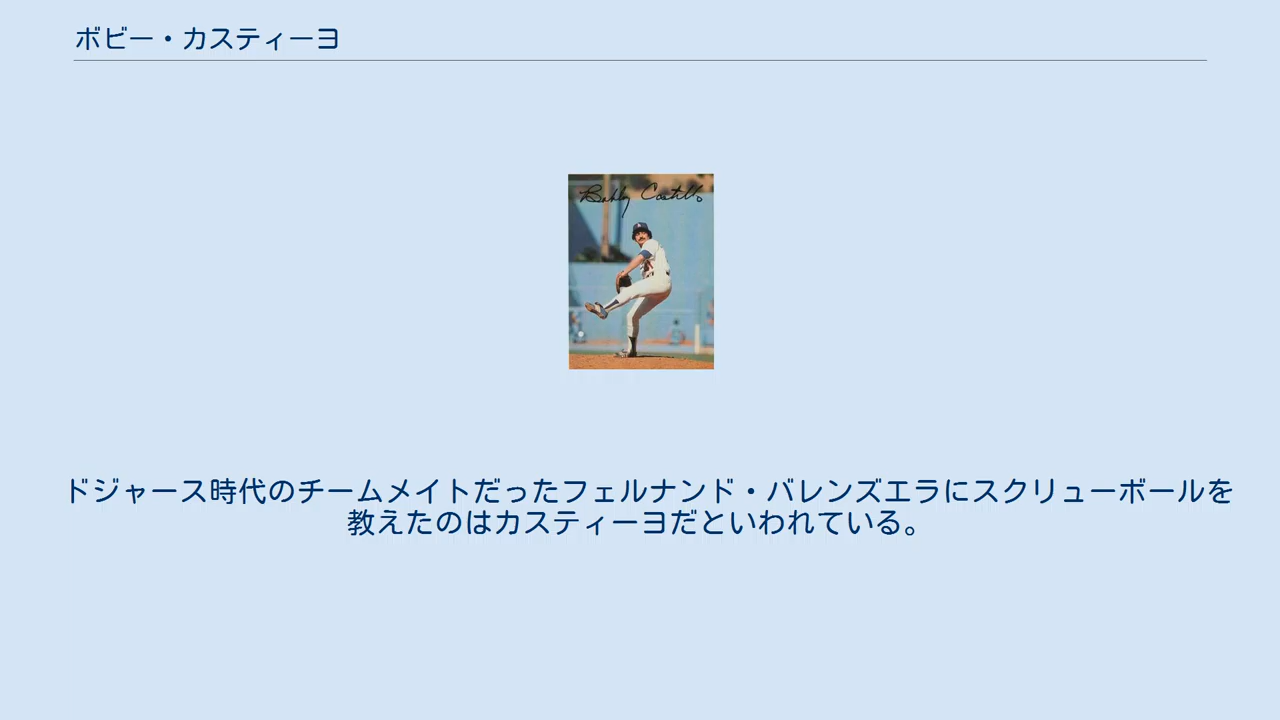 ボビー・カスティーヨ
Bobby Castillo
ドジャース時代のチームメイトだったフェルナンド・バレンズエラにスクリューボールを
教えたのはカスティーヨだといわれている。